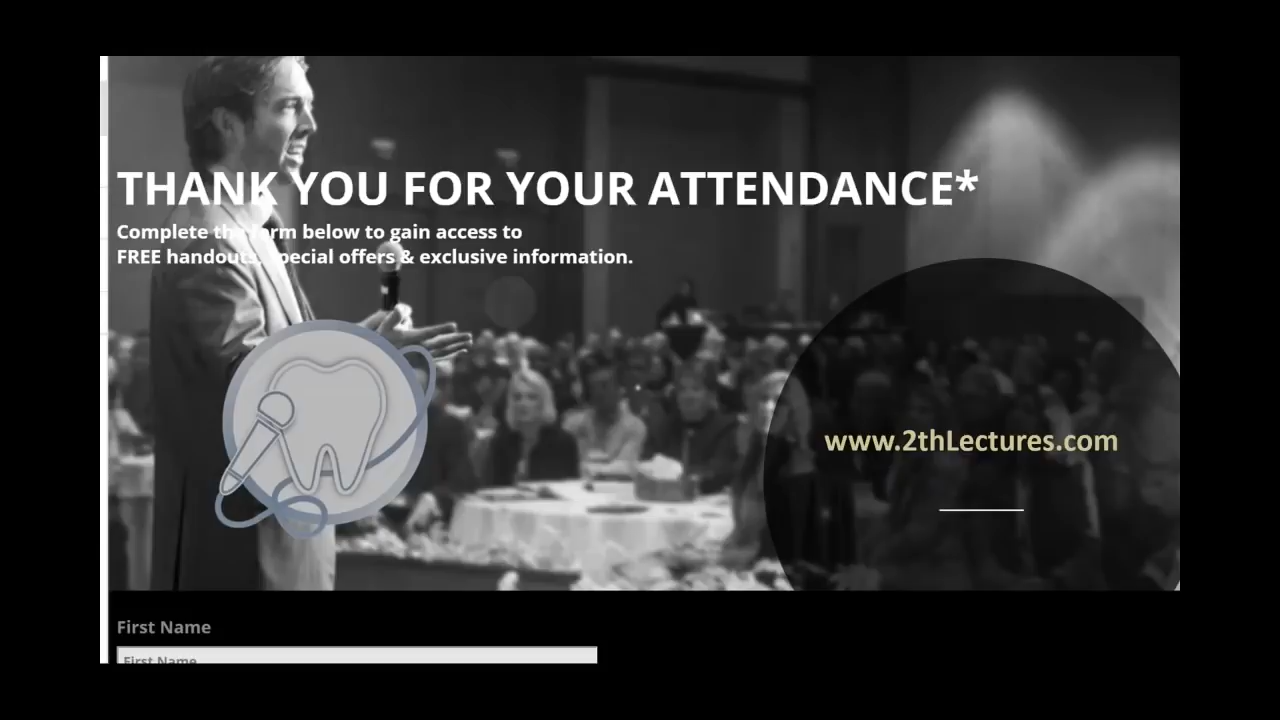 THANK YOU FOR YOUR ATTENDANCE*
Complete the form below to gain access to
FREE handouts, special offers & exclusive information.
www.2thLectures.com
First Name
First Name